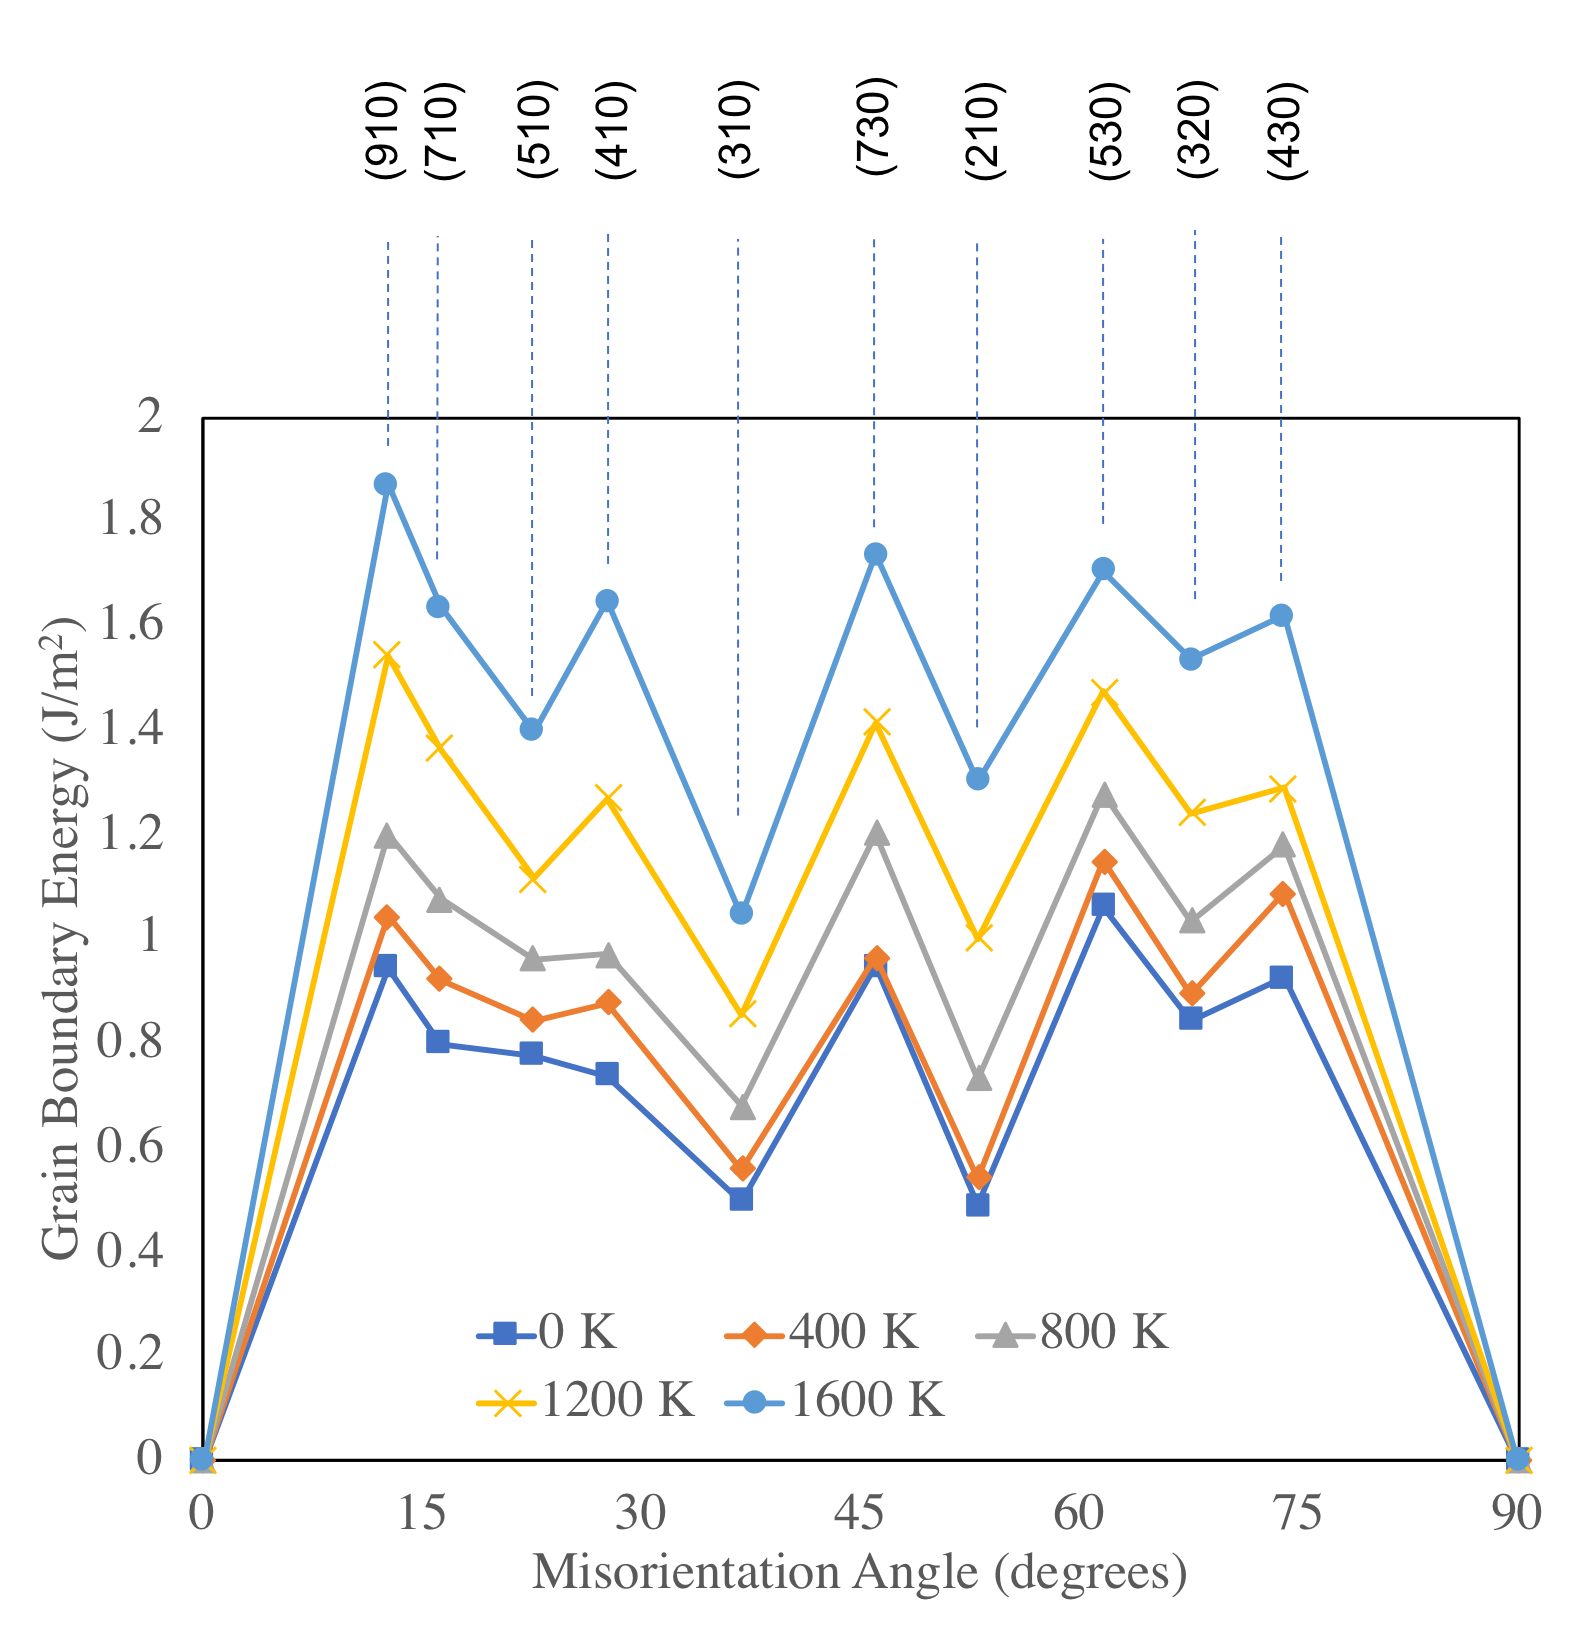 (910) (710) (510) (410) (310) (730) (210) (530) (320) (430)
2
1.8
1.6
1.4
1.2
1
0.8
0.6
0.4
0.2
0
Grain Boundary Energy (J/m²)
0 K 400 K 800 K
1200 K 1600 K
0 15 30 45 60 75 90
Misorientation Angle (degrees)